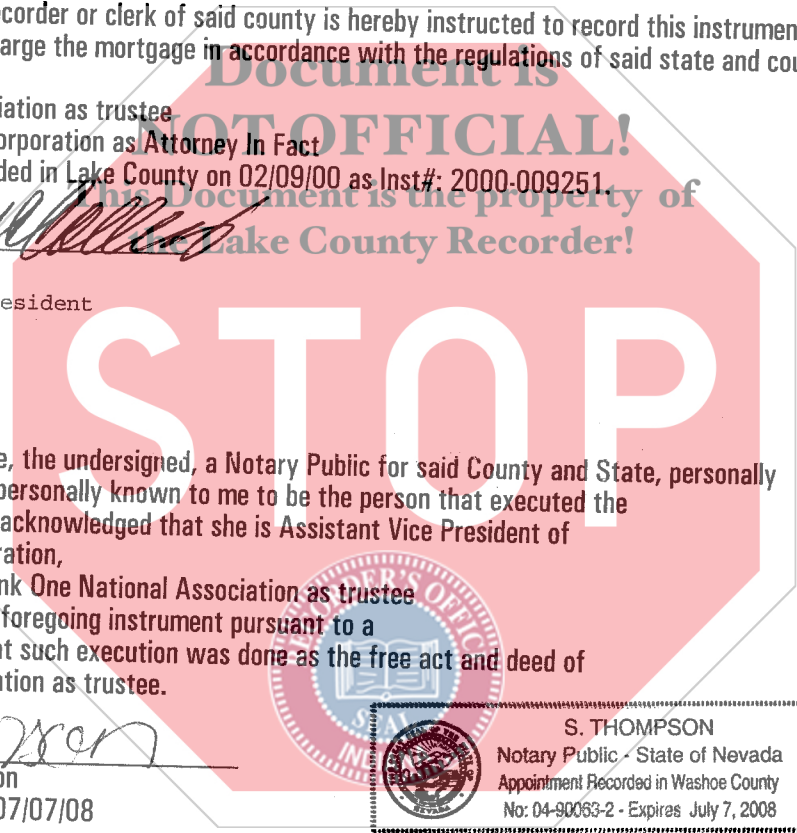 ecorder or clerk of said county is hereby instructed to record this instrumen
arge the mortgage in accordance with the regulations of said state and cou
Document is
iation as trustee
NOT OFFICIAL!
orporation as Attorney In Fact
ded in Lake County on 02/09/00 as Inst#: 2000-009251.
This Document is the property of
the Lake County Recorder!
esident
STOP
e, the undersigned, a Notary Public for said County and State, personally
personally known to me to be the person that executed the
acknowledged that she is Assistant Vice President of
ration,
nk One National Association as trustee
foregoing instrument pursuant to a
at such execution was done as the free act and deed of
ation as trustee.
RECORDER'S OFFICE
SEAL
on
07/07/08
S. THOMPSON
Notary Public - State of Nevada
Appointment Recorded in Washoe County
No: 04-90063-2 - Expires July 7, 2008
NEVADA